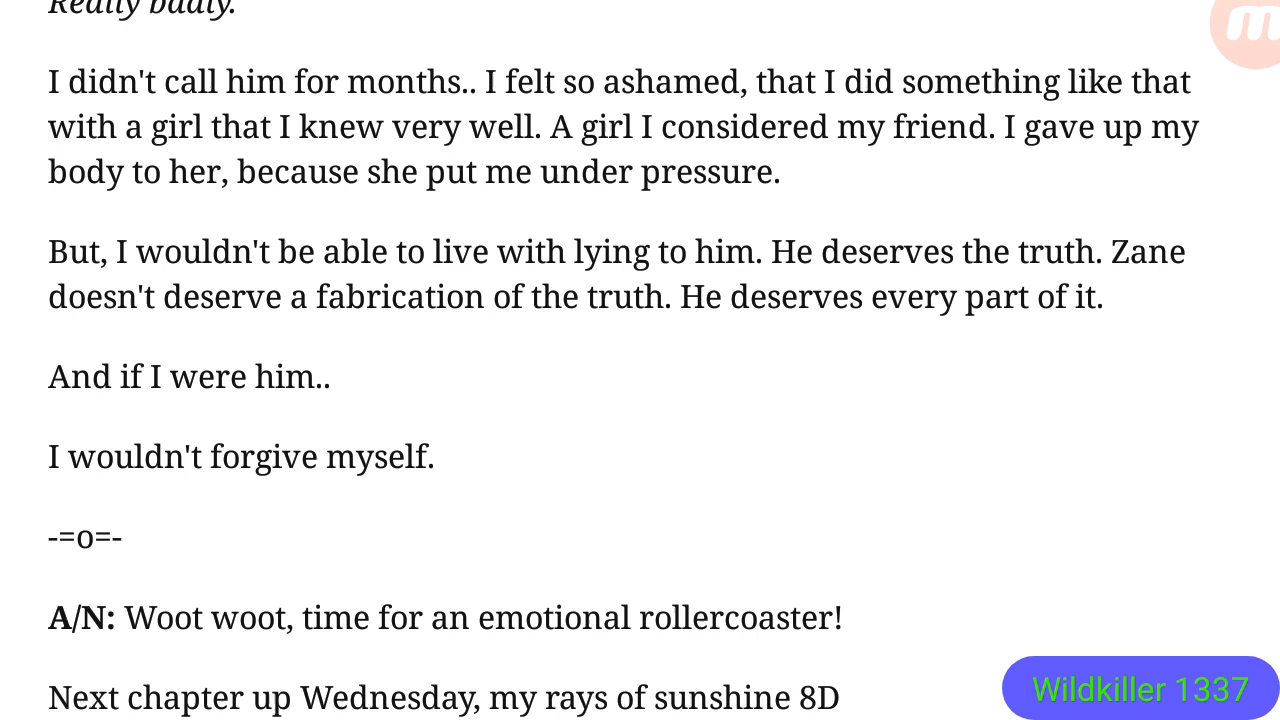 Really badly.
I didn't call him for months.. I felt so ashamed, that I did something like that
with a girl that I knew very well. A girl I considered my friend. I gave up my
body to her, because she put me under pressure.
But, I wouldn't be able to live with lying to him. He deserves the truth. Zane
doesn't deserve a fabrication of the truth. He deserves every part of it.
And if I were him..
I wouldn't forgive myself.
-=o=-
A/N: Woot woot, time for an emotional rollercoaster!
Next chapter up Wednesday, my rays of sunshine 8D
Wildkiller 1337